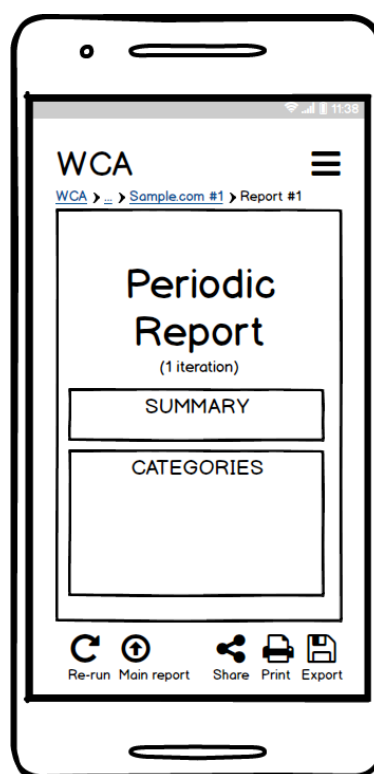 11:38
WCA
WCA > ... > Sample.com #1 > Report #1
Periodic
Report
(1 iteration)
SUMMARY
CATEGORIES
Re-run Main report Share Print Export